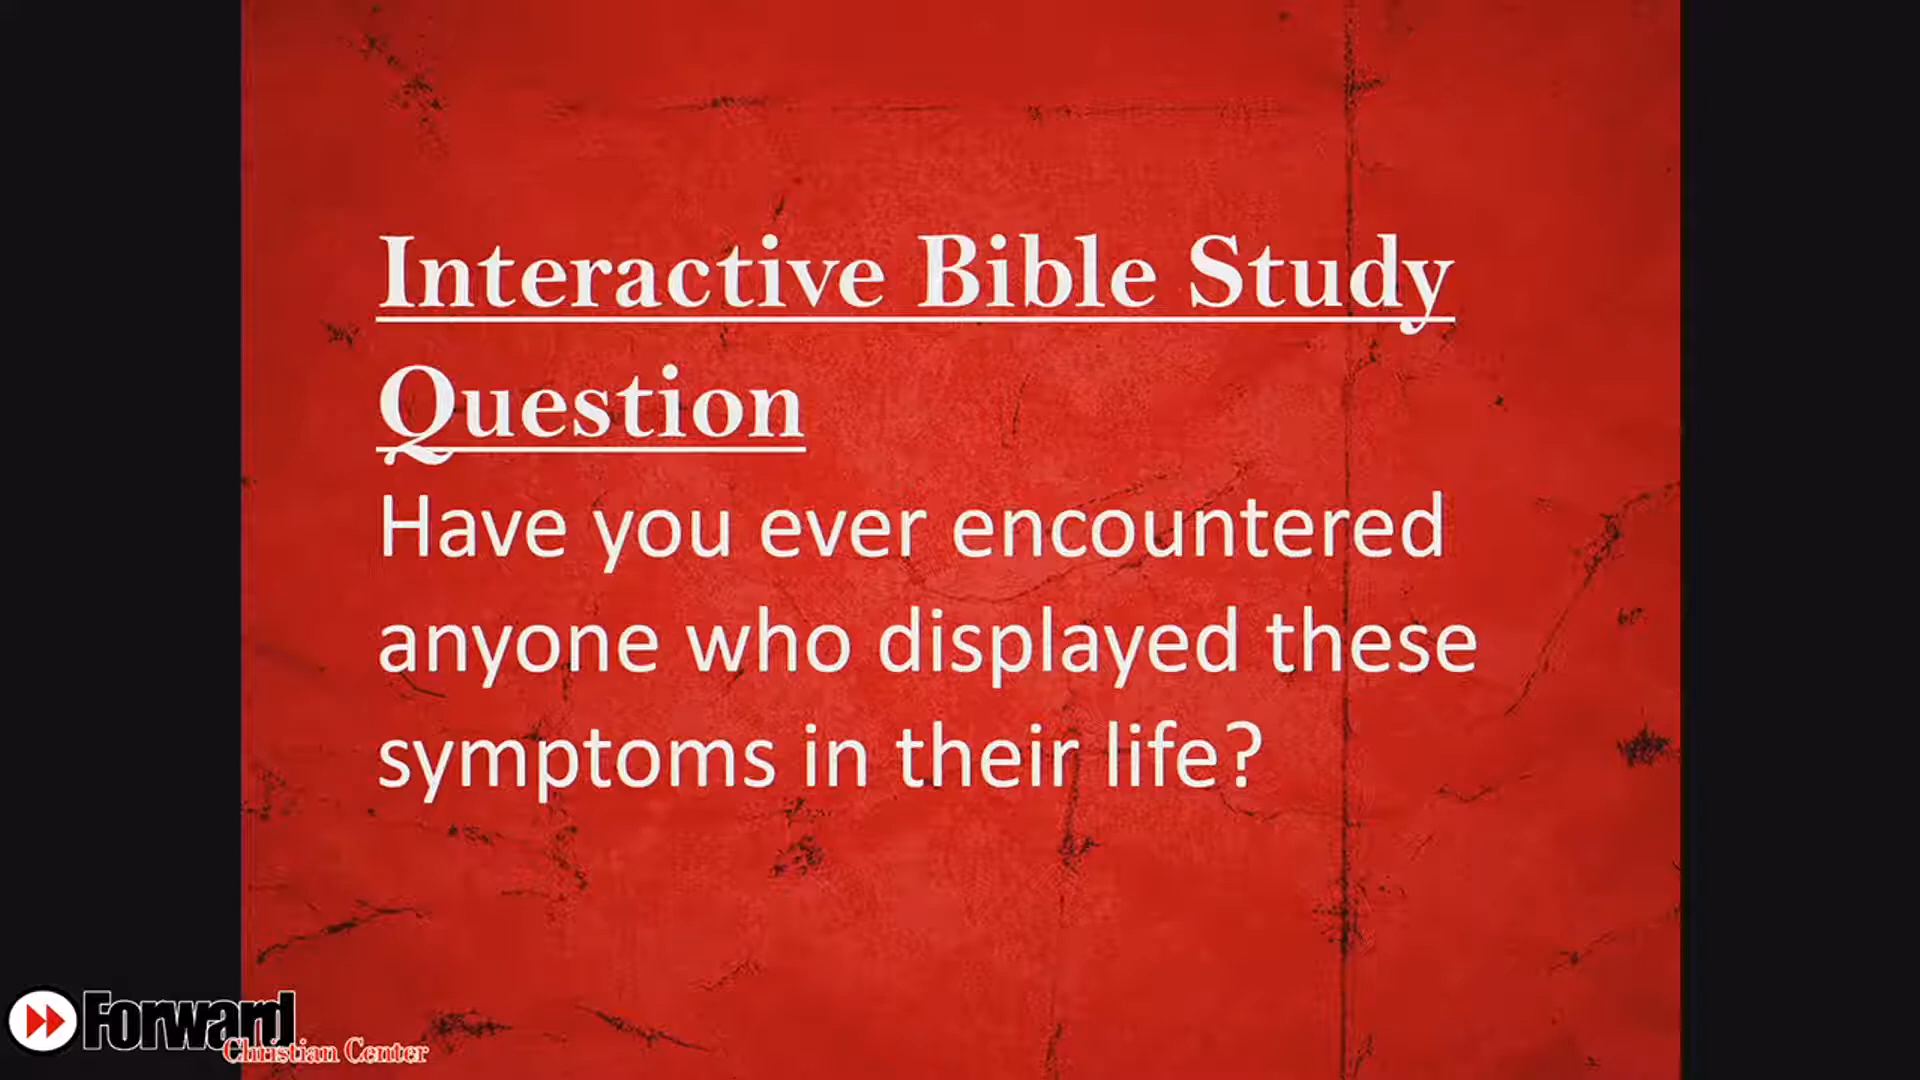 Interactive Bible Study
Question
Have you ever encountered
anyone who displayed these
symptoms in their life?
Forward
Christian Center